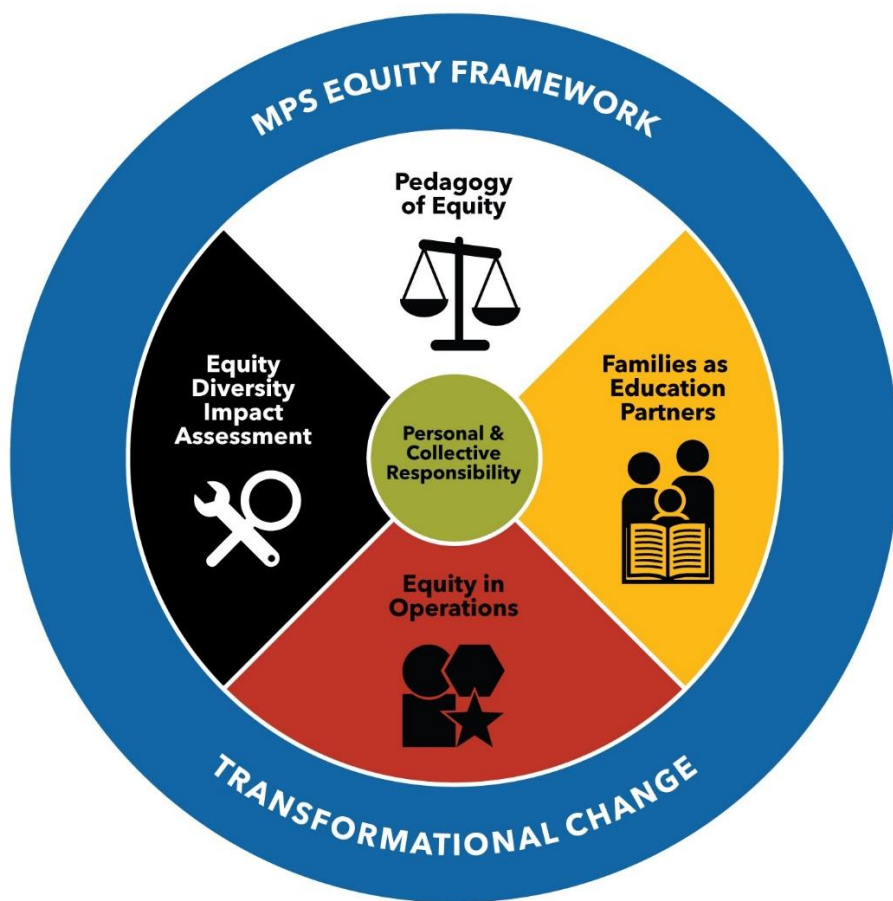 MPS EQUITY FRAMEWORK
Pedagogy
of Equity
Equity
Diversity
Impact
Assessment
Families as
Education
Partners
Personal &
Collective
Responsibility
Equity in
Operations
TRANSFORMATIONAL CHANGE